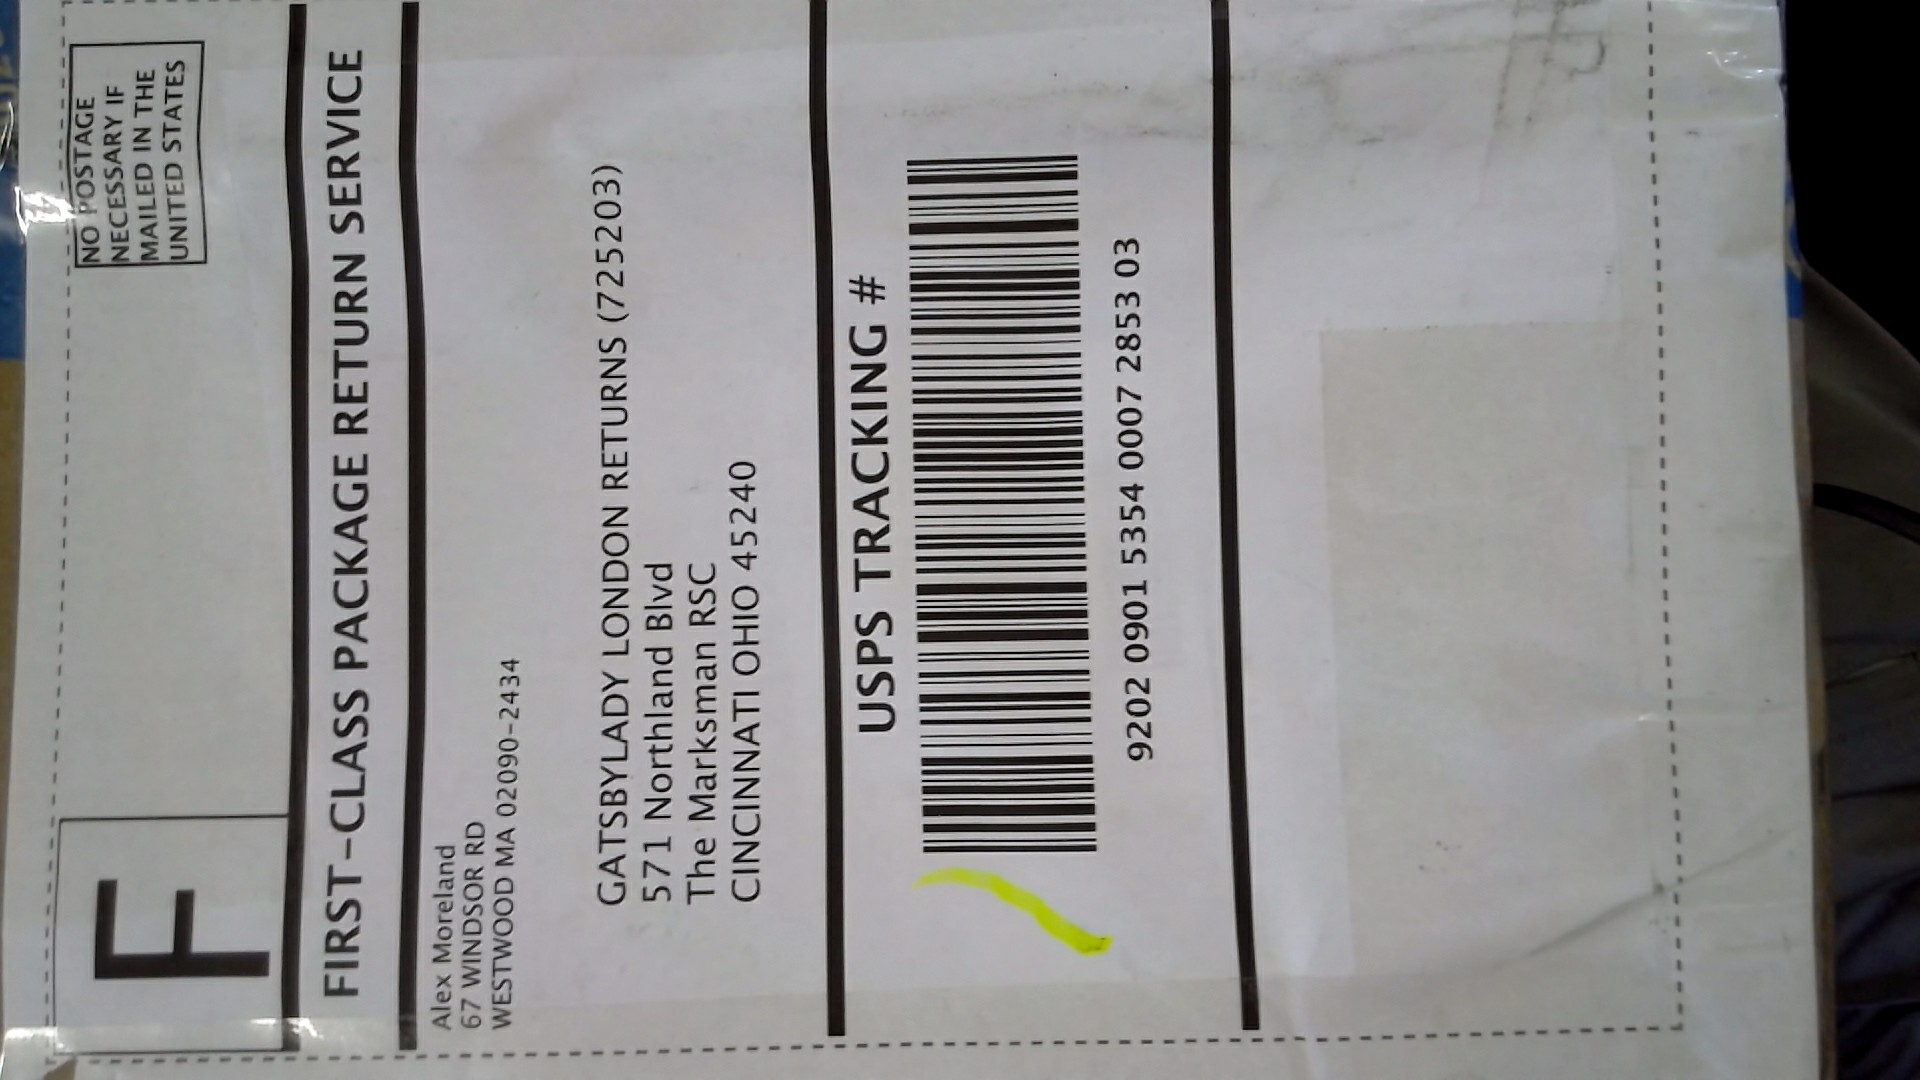 F
NO POSTAGE
NECESSARY IF
MAILED IN THE
UNITED STATES
FIRST-CLASS PACKAGE RETURN SERVICE
Alex Moreland
67 WINDSOR RD
WESTWOOD MA 02090-2434
GATSBYLADY LONDON RETURNS (725203)
571 Northland Blvd
The Marksman RSC
CINCINNATI OHIO 45240
USPS TRACKING #
9202 0901 5354 0007 2853 03